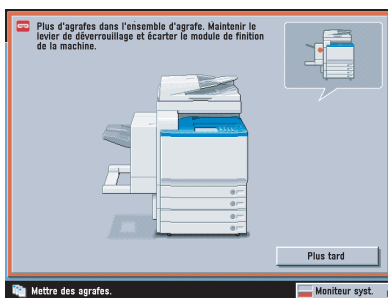 Plus d'agrafes dans l'ensemble d'agrafe. Maintenir le
levier de déverrouillage et écarter le module de finition
de la machine.
Plus tard
Mettre des agrafes.
Moniteur syst.